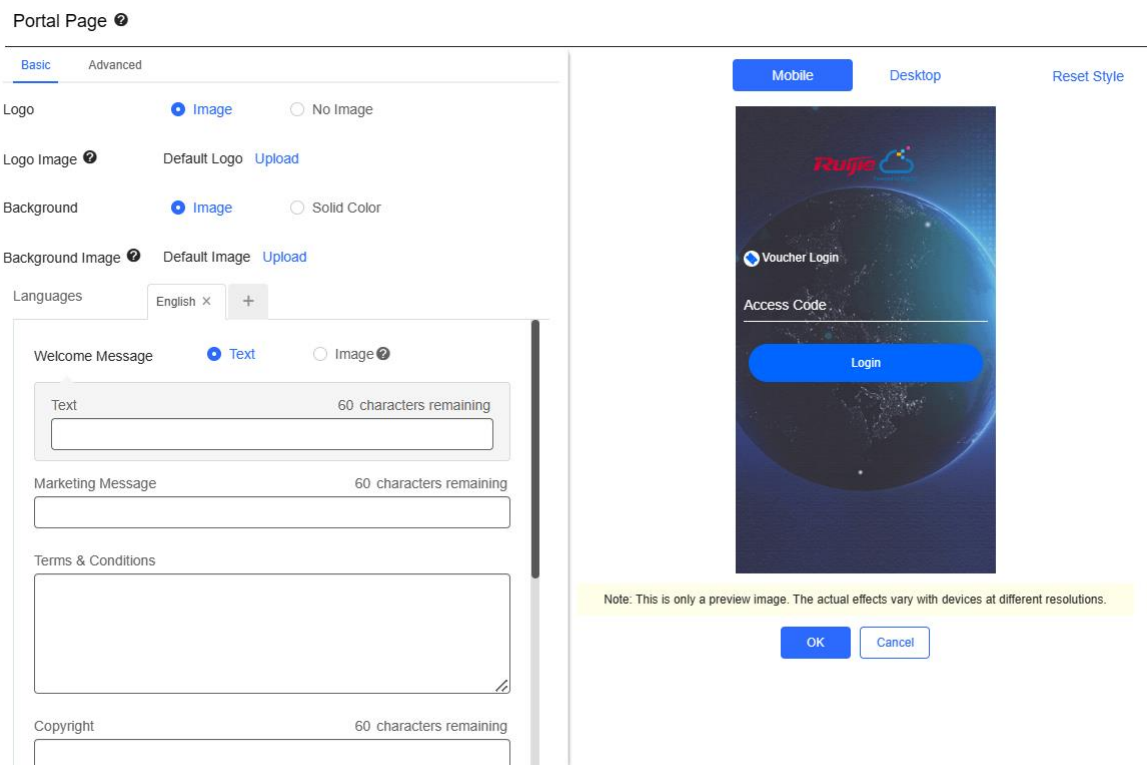 Portal Page ?
Basic Advanced
Logo Image No Image
Logo Image ? Default Logo Upload
Background Image Solid Color
Background Image ? Default Image Upload
Languages English × +
Welcome Message Text Image ?
Text 60 characters remaining
Marketing Message 60 characters remaining
Terms & Conditions
Copyright 60 characters remaining
Mobile Desktop Reset Style
Ruijie
Voucher Login
Access Code
Login
Note: This is only a preview image. The actual effects vary with devices at different resolutions.
OK Cancel